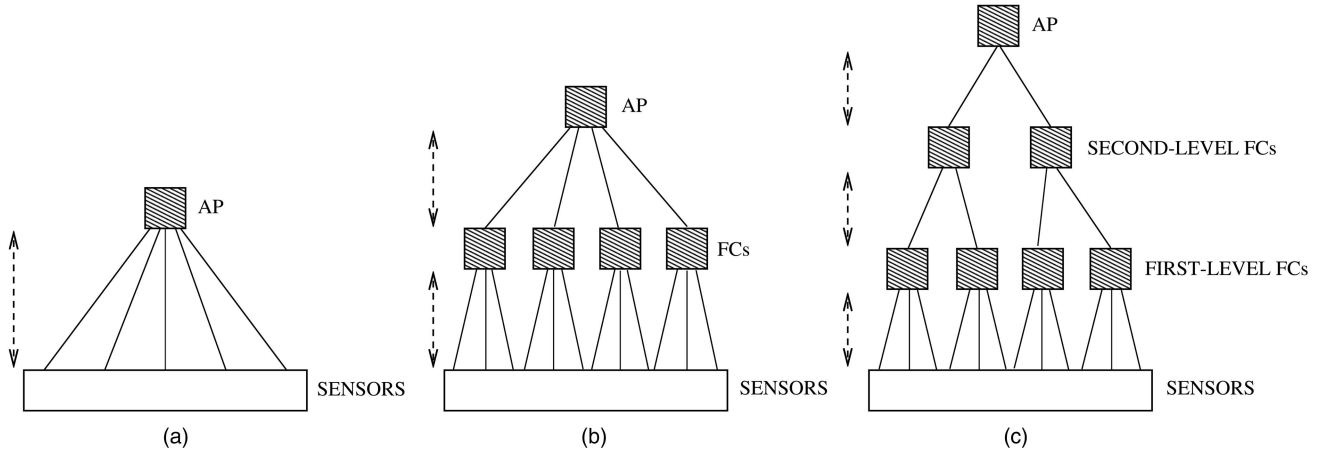 AP
SENSORS
(a)
AP
FCs
SENSORS
(b)
AP
SECOND-LEVEL FCs
FIRST-LEVEL FCs
SENSORS
(c)